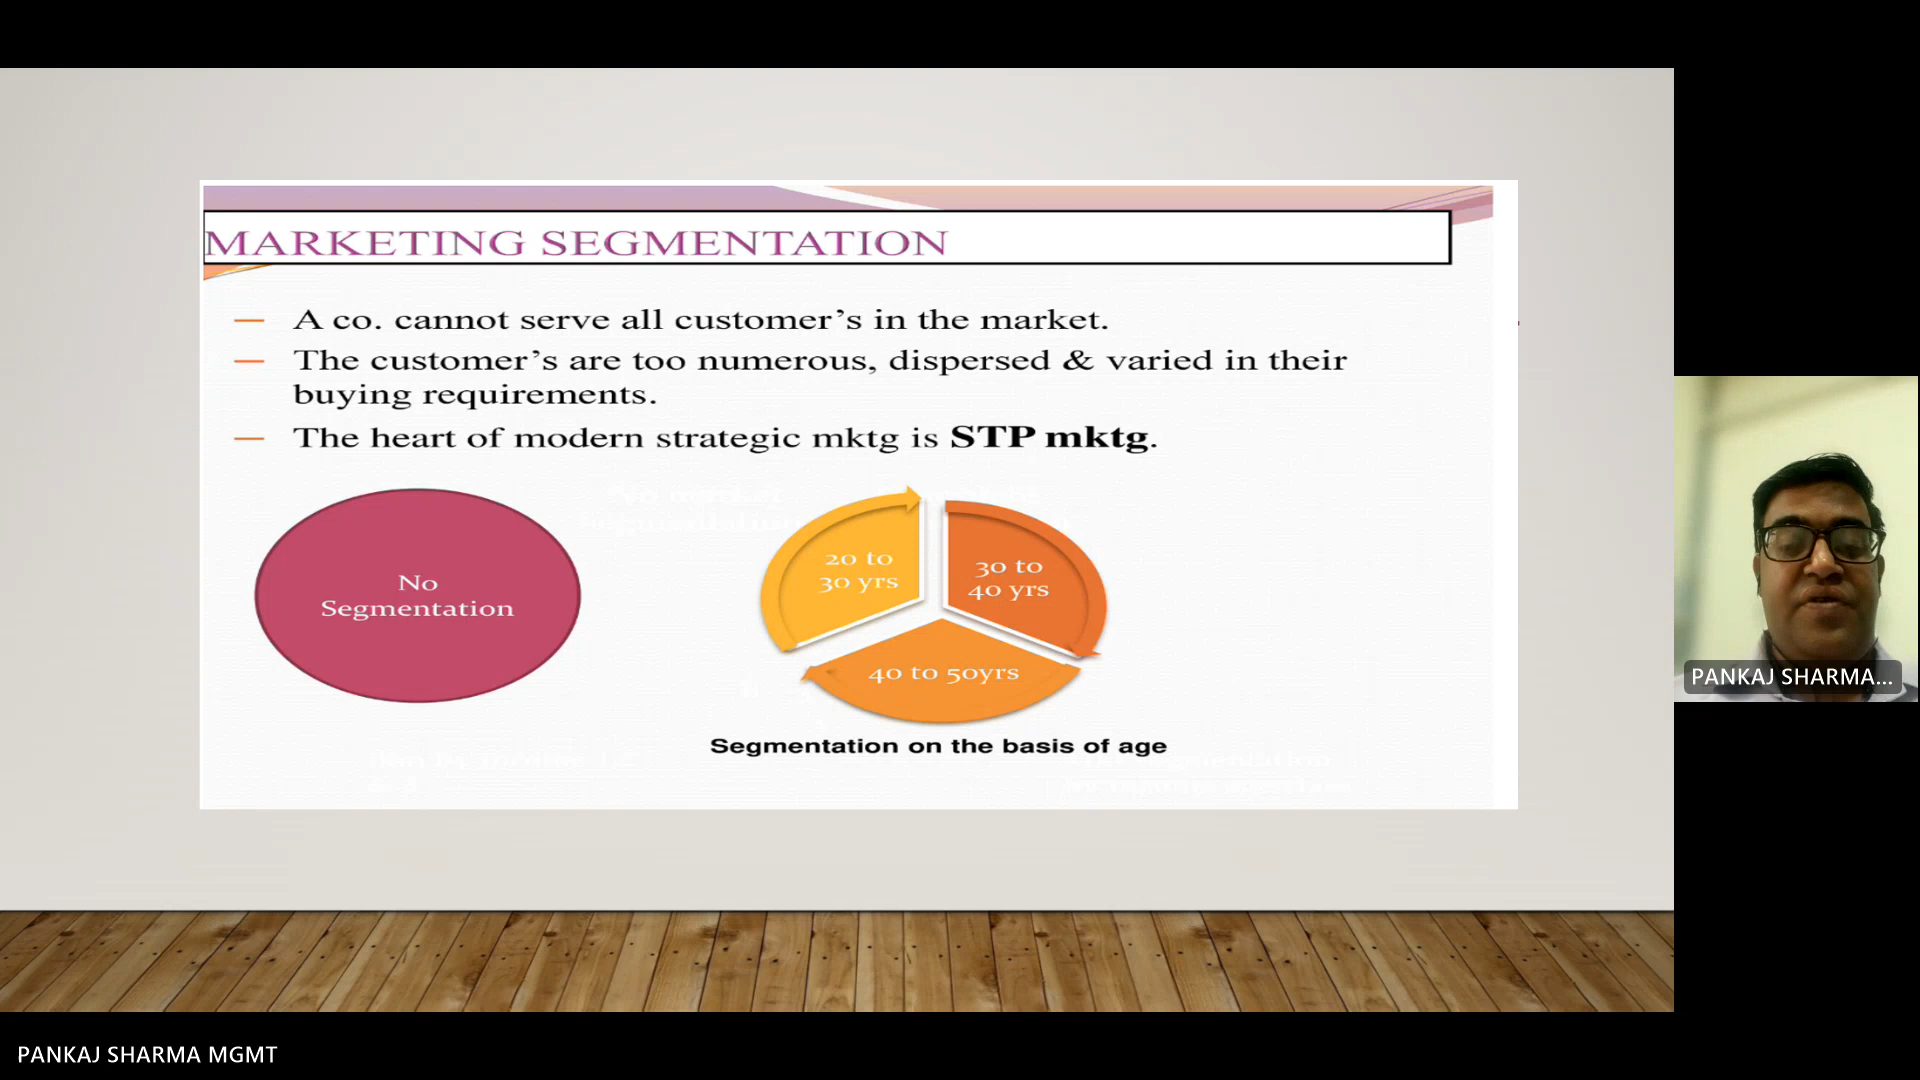 MARKETING SEGMENTATION
— A co. cannot serve all customer’s in the market.
— The customer’s are too numerous, dispersed & varied in their
buying requirements.
— The heart of modern strategic mktg is STP mktg.
No
Segmentation
20 to
30 yrs
30 to
40 yrs
40 to 50yrs
Segmentation on the basis of age
PANKAJ SHARMA...
PANKAJ SHARMA MGMT